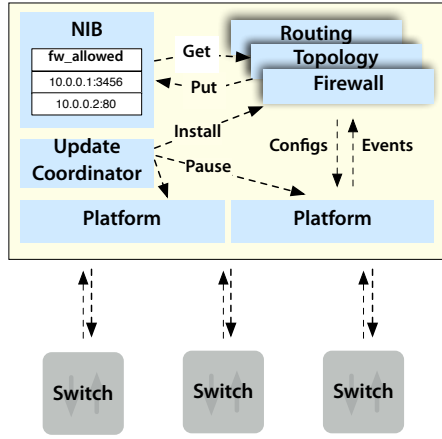 NIB
fw_allowed
10.0.0.1:3456
10.0.0.2:80
Get
Put
Routing
Topology
Firewall
Install
Update
Coordinator
Pause
Configs
Events
Platform
Platform
Switch
Switch
Switch